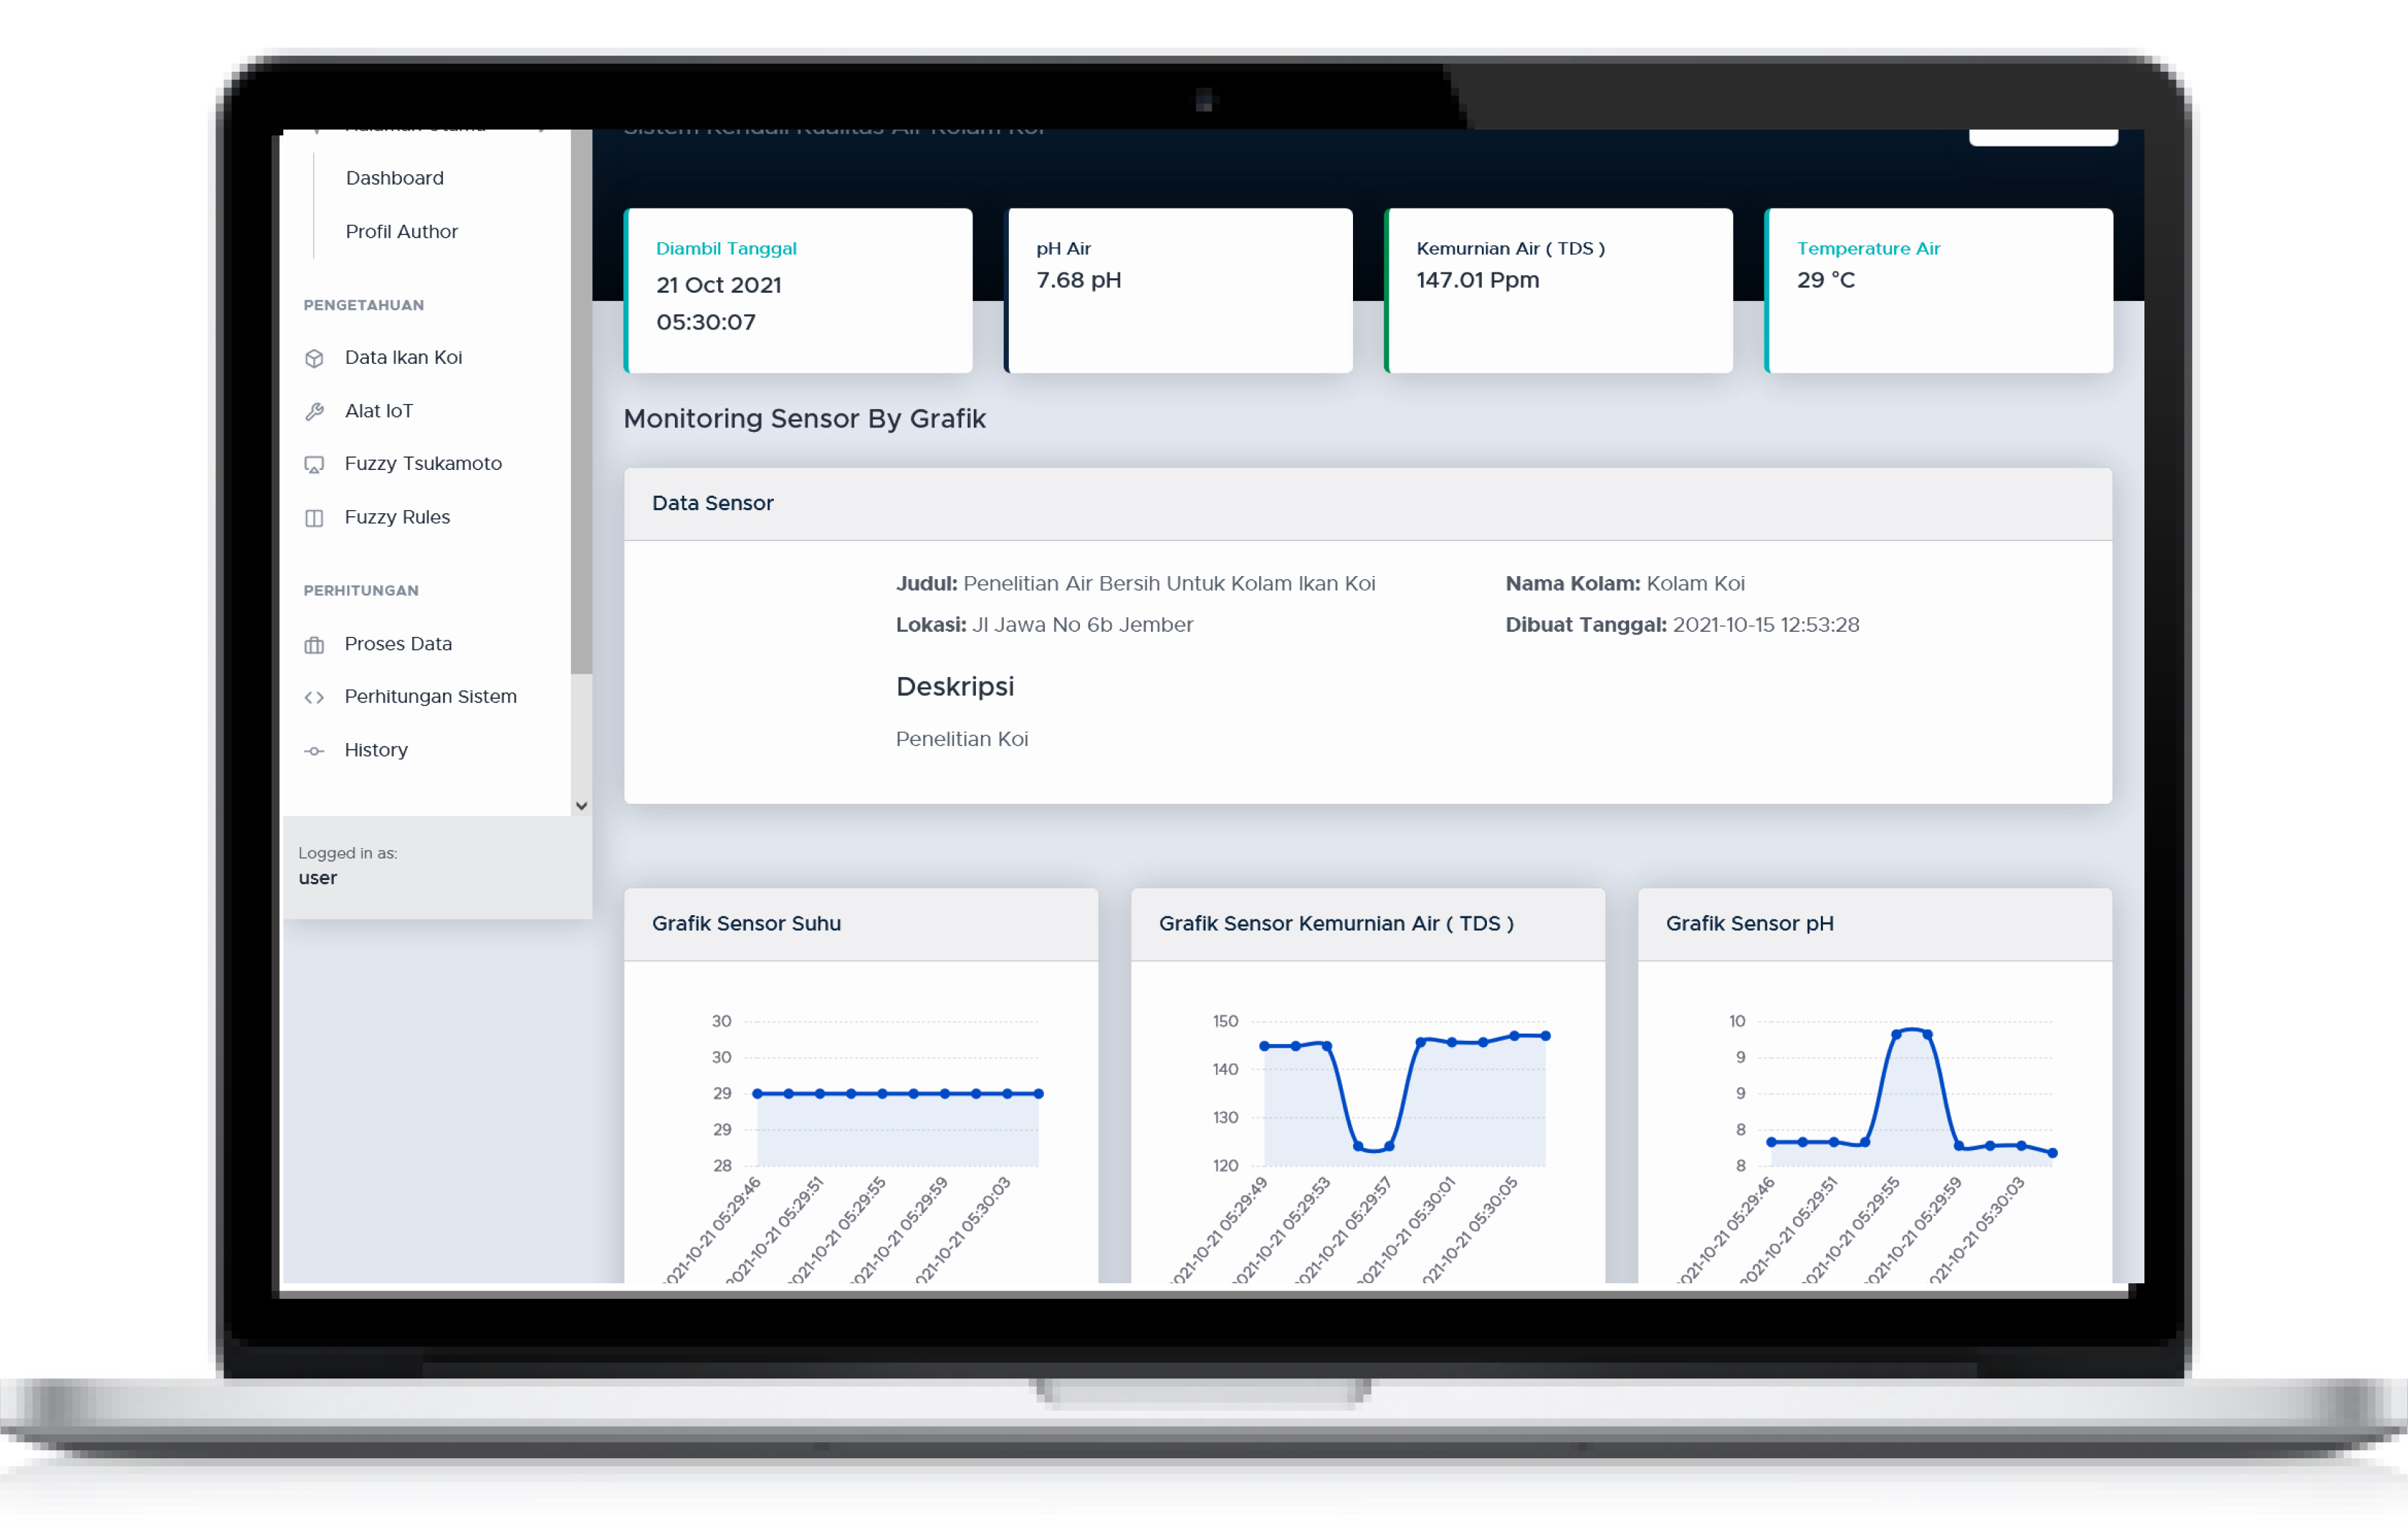 Sistem Kendali Kualitas Air Kolam Koi
Dashboard
Profil Author
PENGETAHUAN
Data Ikan Koi
Alat IoT
Fuzzy Tsukamoto
Fuzzy Rules
PERHITUNGAN
Proses Data
Perhitungan Sistem
History
Logged in as:
user
Diambil Tanggal
21 Oct 2021
05:30:07
pH Air
7.68 pH
Kemurnian Air ( TDS )
147.01 Ppm
Temperature Air
29 °C
Monitoring Sensor By Grafik
Data Sensor
Judul: Penelitian Air Bersih Untuk Kolam Ikan Koi
Lokasi: Jl Jawa No 6b Jember
Nama Kolam: Kolam Koi
Dibuat Tanggal: 2021-10-15 12:53:28
Deskripsi
Penelitian Koi
Grafik Sensor Suhu
30
30
29
29
28
021-10-21 05:29:46
2021-10-21 05:29:51
021-10-21 05:29:55
021-10-21 05:29:59
021-10-21 05:30:03
Grafik Sensor Kemurnian Air ( TDS )
150
140
130
120
021-10-21 05:29:49
021-10-21 05:29:53
021-10-21 05:29:57
2021-10-21 05:30:01
021-10-21 05:30:05
Grafik Sensor pH
10
9
9
8
8
021-10-21 05:29:46
2021-10-21 05:29:51
021-10-21 05:29:55
021-10-21 05:29:59
021-10-21 05:30:03